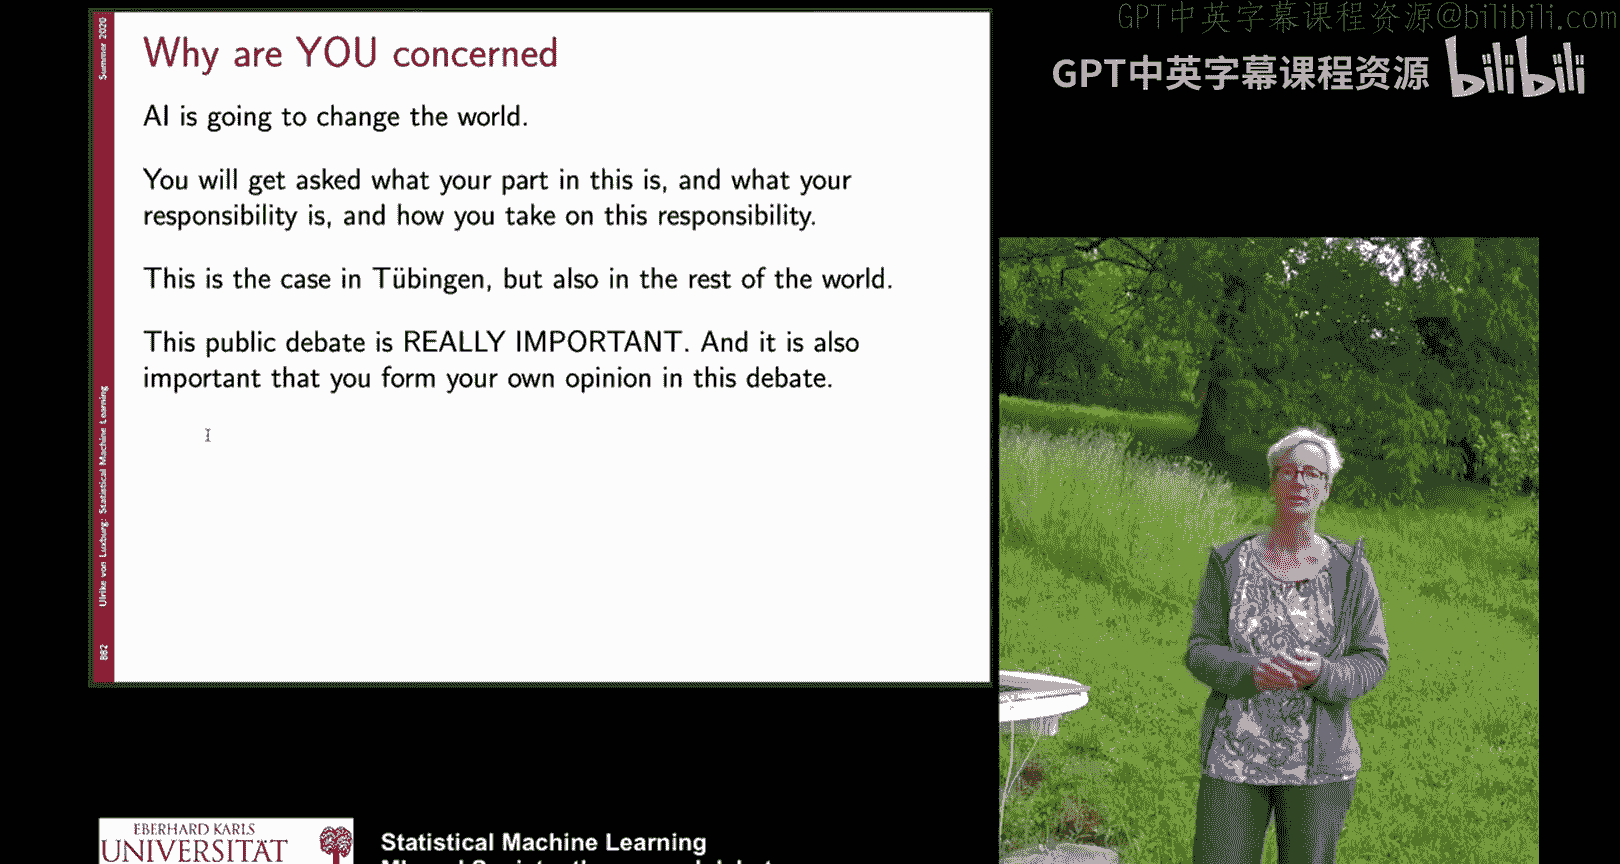 GPT中英字幕课程资源@bilibili.com
GPT中英字幕课程资源 bilibili
Summer 2020
Why are YOU concerned
AI is going to change the world.
You will get asked what your part in this is, and what your
responsibility is, and how you take on this responsibility.
This is the case in Tübingen, but also in the rest of the world.
This public debate is REALLY IMPORTANT. And it is also
important that you form your own opinion in this debate.
Ulrike von Luxburg: Statistical Machine Learning
882
EBERHARD KARLS
UNIVERSITÄT
Statistical Machine Learning